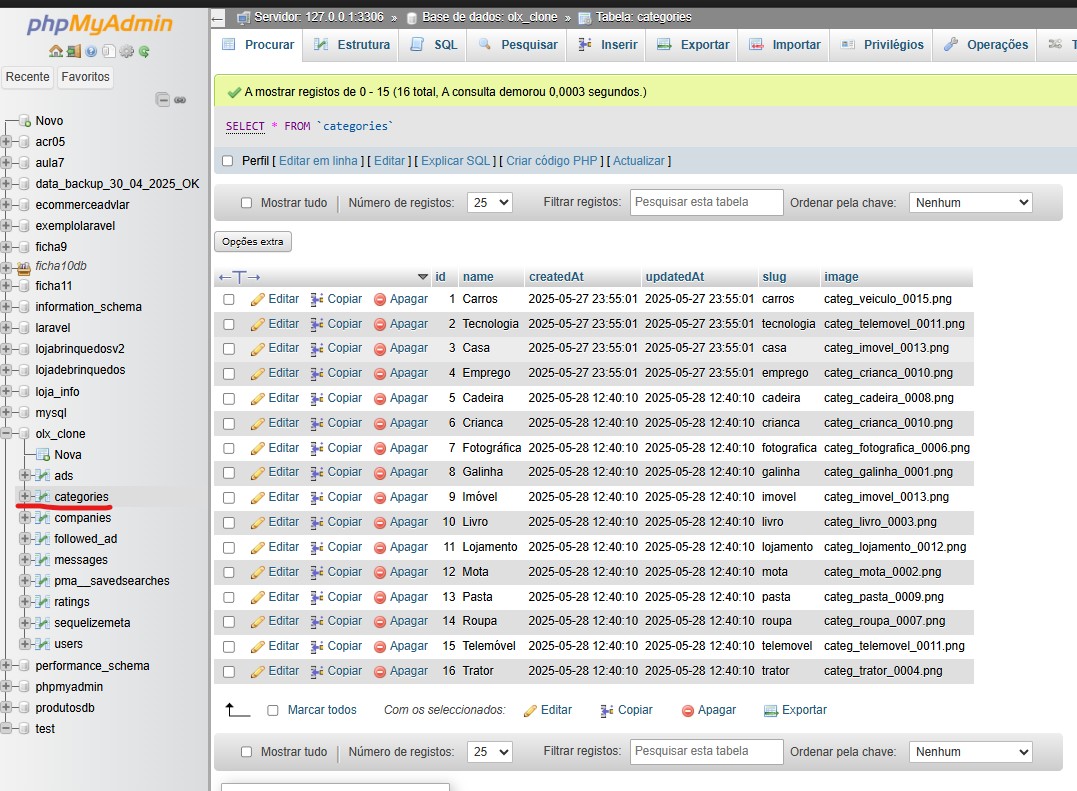 phpMyAdmin
Recente Favoritos
Novo
acr05
aula7
data_backup_30_04_2025_OK
ecommerceadvlar
exemplolaravel
ficha9
ficha10db
ficha11
information_schema
laravel
lojabrinquedosv2
lojadebrinquedos
loja_info
mysql
olx_clone
Nova
ads
categories
companies
followed_ad
messages
pma__savedsearches
ratings
sequelizemeta
users
performance_schema
phpmyadmin
produtosdb
test
Servidor: 127.0.0.1:3306 » Base de dados: olx_clone » Tabela: categories
Procurar Estrutura SQL Pesquisar Inserir Exportar Importar Privilégios Operações
A mostrar registos de 0 - 15 (16 total, A consulta demorou 0,0003 segundos.)
SELECT * FROM `categories`
Perfil [ Editar em linha ] [ Editar ] [ Explicar SQL ] [ Criar código PHP ] [ Actualizar ]
Mostrar tudo Número de registos: 25 Filtrar registos: Pesquisar esta tabela Ordenar pela chave: Nenhum
Opções extra
←T→ id name createdAt updatedAt slug image
Editar Copiar Apagar 1 Carros 2025-05-27 23:55:01 2025-05-27 23:55:01 carros categ_veiculo_0015.png
Editar Copiar Apagar 2 Tecnologia 2025-05-27 23:55:01 2025-05-27 23:55:01 tecnologia categ_telemovel_0011.png
Editar Copiar Apagar 3 Casa 2025-05-27 23:55:01 2025-05-27 23:55:01 casa categ_imovel_0013.png
Editar Copiar Apagar 4 Emprego 2025-05-27 23:55:01 2025-05-27 23:55:01 emprego categ_crianca_0010.png
Editar Copiar Apagar 5 Cadeira 2025-05-28 12:40:10 2025-05-28 12:40:10 cadeira categ_cadeira_0008.png
Editar Copiar Apagar 6 Crianca 2025-05-28 12:40:10 2025-05-28 12:40:10 crianca categ_crianca_0010.png
Editar Copiar Apagar 7 Fotográfica 2025-05-28 12:40:10 2025-05-28 12:40:10 fotografica categ_fotografica_0006.png
Editar Copiar Apagar 8 Galinha 2025-05-28 12:40:10 2025-05-28 12:40:10 galinha categ_galinha_0001.png
Editar Copiar Apagar 9 Imóvel 2025-05-28 12:40:10 2025-05-28 12:40:10 imovel categ_imovel_0013.png
Editar Copiar Apagar 10 Livro 2025-05-28 12:40:10 2025-05-28 12:40:10 livro categ_livro_0003.png
Editar Copiar Apagar 11 Lojamento 2025-05-28 12:40:10 2025-05-28 12:40:10 lojamento categ_lojamento_0012.png
Editar Copiar Apagar 12 Mota 2025-05-28 12:40:10 2025-05-28 12:40:10 mota categ_mota_0002.png
Editar Copiar Apagar 13 Pasta 2025-05-28 12:40:10 2025-05-28 12:40:10 pasta categ_pasta_0009.png
Editar Copiar Apagar 14 Roupa 2025-05-28 12:40:10 2025-05-28 12:40:10 roupa categ_roupa_0007.png
Editar Copiar Apagar 15 Telemóvel 2025-05-28 12:40:10 2025-05-28 12:40:10 telemovel categ_telemovel_0011.png
Editar Copiar Apagar 16 Trator 2025-05-28 12:40:10 2025-05-28 12:40:10 trator categ_trator_0004.png
Marcar todos Com os seleccionados: Editar Copiar Apagar Exportar
Mostrar tudo Número de registos: 25 Filtrar registos: Pesquisar esta tabela Ordenar pela chave: Nenhum